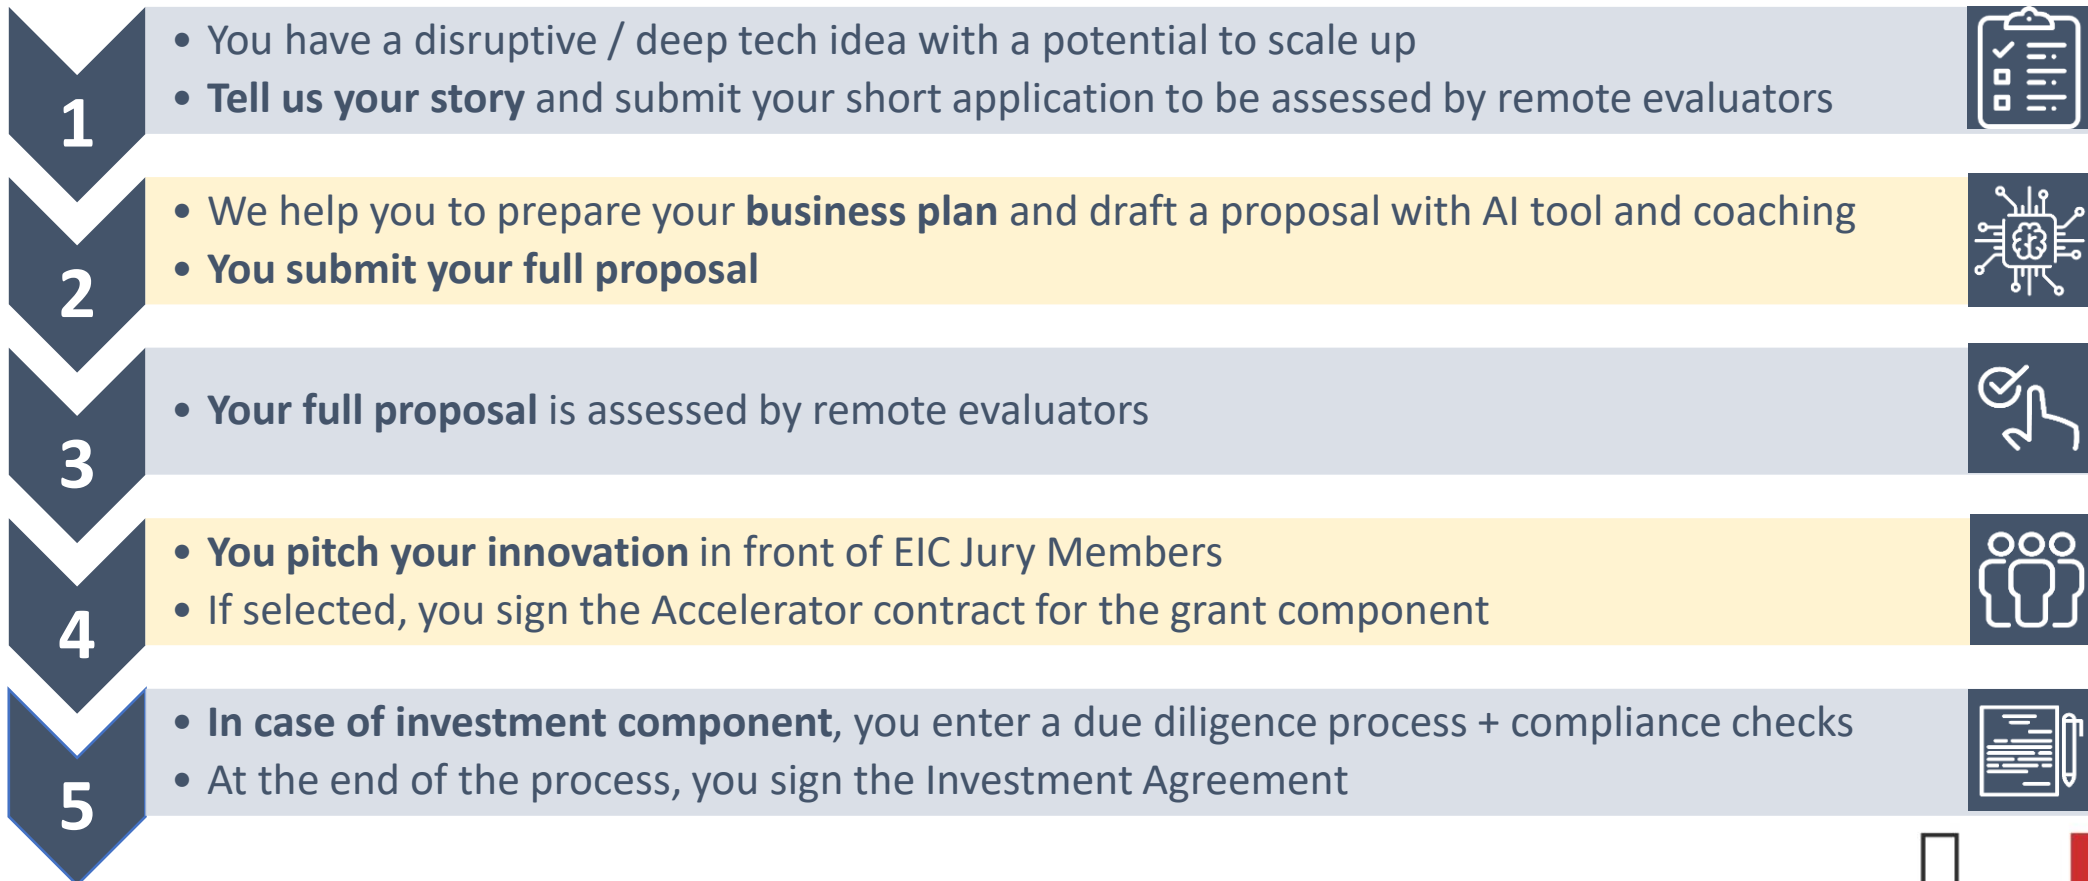 1
• You have a disruptive / deep tech idea with a potential to scale up
• Tell us your story and submit your short application to be assessed by remote evaluators
2
• We help you to prepare your business plan and draft a proposal with AI tool and coaching
• You submit your full proposal
3
• Your full proposal is assessed by remote evaluators
4
• You pitch your innovation in front of EIC Jury Members
• If selected, you sign the Accelerator contract for the grant component
5
• In case of investment component, you enter a due diligence process + compliance checks
• At the end of the process, you sign the Investment Agreement